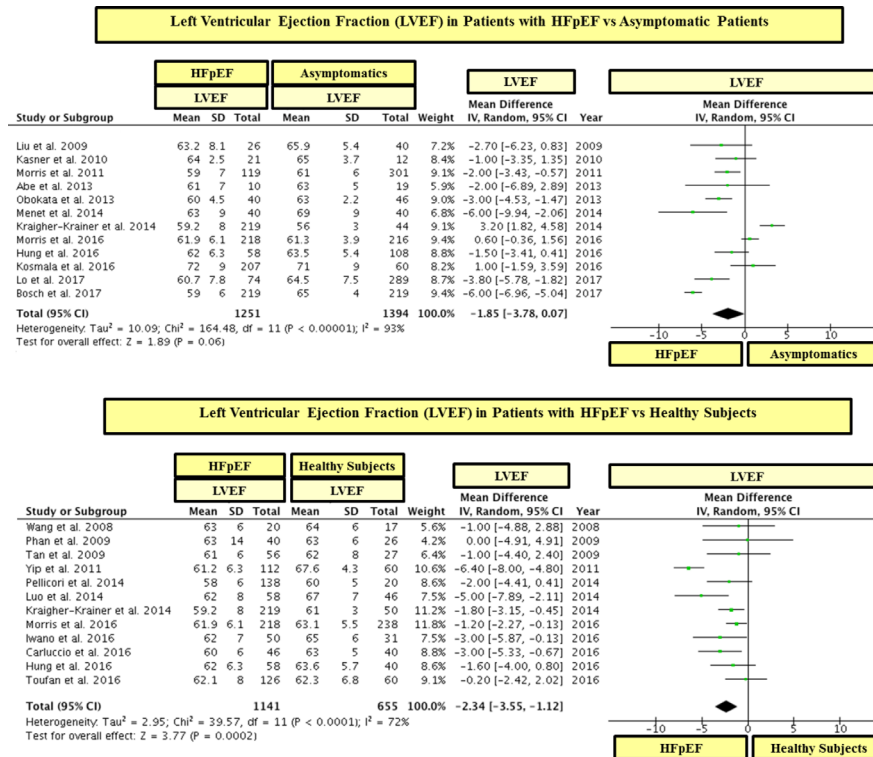 Left Ventricular Ejection Fraction (LVEF) in Patients with HFpEF vs Asymptomatic Patients
HFpEF Asymptomatics LVEF LVEF
LVEF LVEF Mean Difference Mean Difference
Study or Subgroup Mean SD Total Mean SD Total Weight IV, Random, 95% CI Year IV, Random, 95% CI
Liu et al. 2009 63.2 8.1 26 65.9 5.4 40 7.2% -2.70 [-6.23, 0.83] 2009
Kasner et al. 2010 64 2.5 21 65 3.7 12 8.4% -1.00 [-3.35, 1.35] 2010
Morris et al. 2011 59 7 119 61 6 301 9.1% -2.00 [-3.43, -0.57] 2011
Abe et al. 2013 61 7 10 63 5 19 5.9% -2.00 [-6.89, 2.89] 2013
Obokata et al. 2013 60 4.5 40 63 2.2 46 9.0% -3.00 [-4.53, -1.47] 2013
Menet et al. 2014 63 9 40 69 9 40 6.8% -6.00 [-9.94, -2.06] 2014
Kraigher-Krainer et al. 2014 59.2 8 219 56 3 44 9.1% 3.20 [1.82, 4.58] 2014
Morris et al. 2016 61.9 6.1 218 61.3 3.9 216 9.4% 0.60 [-0.36, 1.56] 2016
Hung et al. 2016 62 6.3 58 63.5 5.4 108 8.8% -1.50 [-3.41, 0.41] 2016
Kosmala et al. 2016 72 9 207 71 9 60 8.2% 1.00 [-1.59, 3.59] 2016
Lo et al. 2017 60.7 7.8 74 64.5 7.5 289 8.7% -3.80 [-5.78, -1.82] 2017
Bosch et al. 2017 59 6 219 65 4 219 9.4% -6.00 [-6.96, -5.04] 2017
Total (95% CI) 1251 1394 100.0% -1.85 [-3.78, 0.07]
Heterogeneity: Tau² = 10.09; Chi² = 164.48, df = 11 (P < 0.00001); I² = 93%
Test for overall effect: Z = 1.89 (P = 0.06)
-10 -5 0 5 10
HFpEF Asymptomatics
Left Ventricular Ejection Fraction (LVEF) in Patients with HFpEF vs Healthy Subjects
HFpEF Healthy Subjects LVEF LVEF
LVEF LVEF Mean Difference Mean Difference
Study or Subgroup Mean SD Total Mean SD Total Weight IV, Random, 95% CI Year IV, Random, 95% CI
Wang et al. 2008 63 6 20 64 6 17 5.6% -1.00 [-4.88, 2.88] 2008
Phan et al. 2009 63 14 40 63 6 26 4.2% 0.00 [-4.91, 4.91] 2009
Tan et al. 2009 61 6 56 62 8 27 6.4% -1.00 [-4.40, 2.40] 2009
Yip et al. 2011 61.2 6.3 112 67.6 4.3 60 10.6% -6.40 [-8.00, -4.80] 2011
Pellicori et al. 2014 58 6 138 60 5 20 8.7% -2.00 [-4.41, 0.41] 2014
Luo et al. 2014 62 8 58 67 7 46 7.5% -5.00 [-7.89, -2.11] 2014
Kraigher-Krainer et al. 2014 59.2 8 219 61 3 50 11.2% -1.80 [-3.15, -0.45] 2014
Morris et al. 2016 61.9 6.1 218 63.1 5.5 238 11.8% -1.20 [-2.27, -0.13] 2016
Iwano et al. 2016 62 7 50 65 6 31 7.5% -3.00 [-5.87, -0.13] 2016
Carluccio et al. 2016 60 6 46 63 5 40 8.9% -3.00 [-5.33, -0.67] 2016
Hung et al. 2016 62 6.3 58 63.6 5.7 40 8.7% -1.60 [-4.00, 0.80] 2016
Toufan et al. 2016 62.1 8 126 62.3 6.8 60 9.0% -0.20 [-2.42, 2.02] 2016
Total (95% CI) 1141 655 100.0% -2.34 [-3.55, -1.12]
Heterogeneity: Tau² = 2.95; Chi² = 39.57, df = 11 (P < 0.0001); I² = 72%
Test for overall effect: Z = 3.77 (P = 0.0002)
-10 -5 0 5 10
HFpEF Healthy Subjects